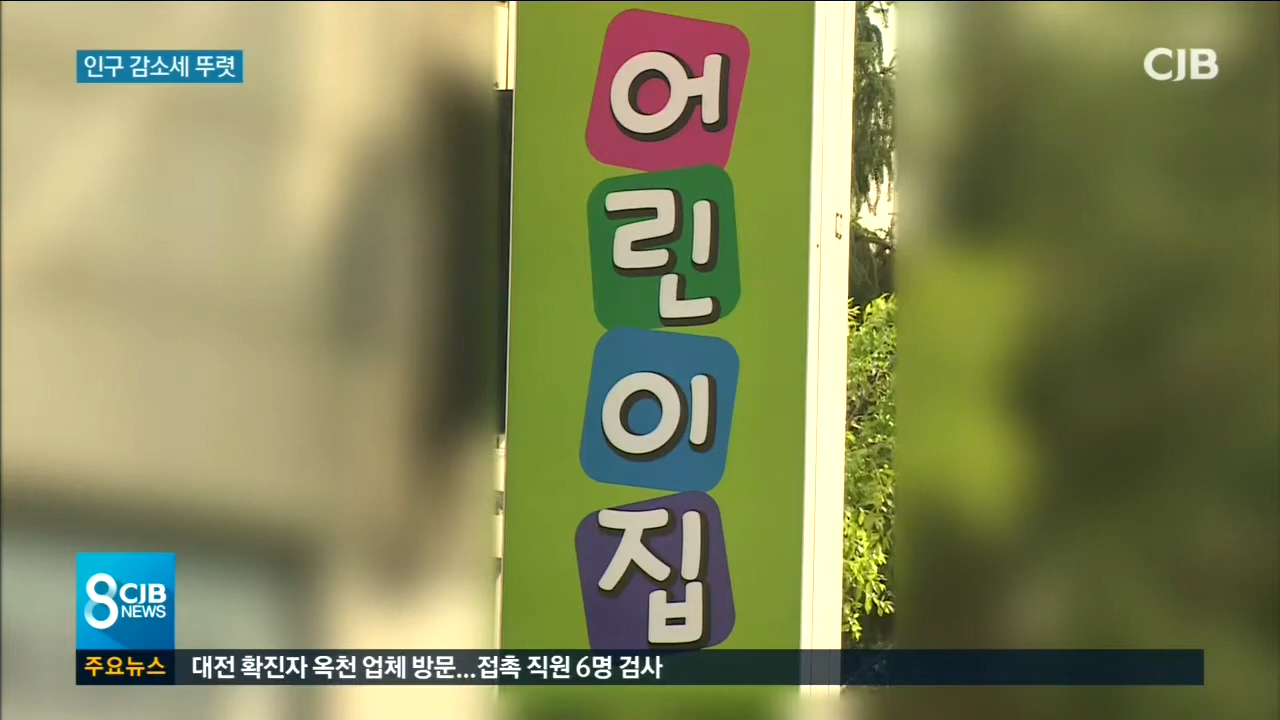 인구 감소세 뚜렷
CJB
어
린
이
집
8 CJB
NEWS
주요뉴스
대전 확진자 옥천 업체 방문...접촉 직원 6명 검사